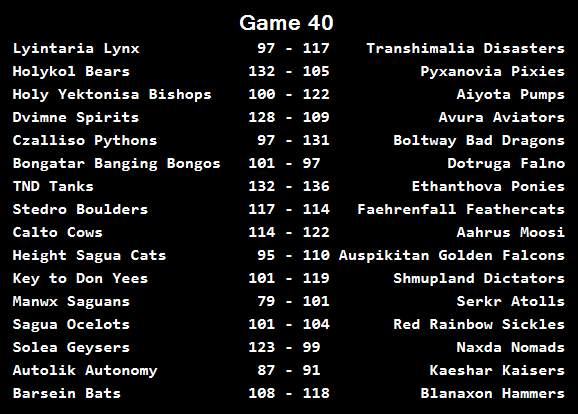 Game 40
Lyintaria Lynx 97 - 117 Transhimalia Disasters
Holykol Bears 132 - 105 Pyxanovia Pixies
Holy Yektonisa Bishops 100 - 122 Aiyota Pumps
Dvimne Spirits 128 - 109 Avura Aviators
Czalliso Pythons 97 - 131 Boltway Bad Dragons
Bongatar Banging Bongos 101 - 97 Dotruga Falno
TND Tanks 132 - 136 Ethanthova Ponies
Stedro Boulders 117 - 114 Faehrenfall Feathercats
Calto Cows 114 - 122 Aahrus Moosi
Height Sagua Cats 95 - 110 Auspikitan Golden Falcons
Key to Don Yees 101 - 119 Shmupland Dictators
Manwx Saguans 79 - 101 Serkr Atolls
Sagua Ocelots 101 - 104 Red Rainbow Sickles
Solea Geysers 123 - 99 Naxda Nomads
Autolik Autonomy 87 - 91 Kaeshar Kaisers
Barsein Bats 108 - 118 Blanaxon Hammers